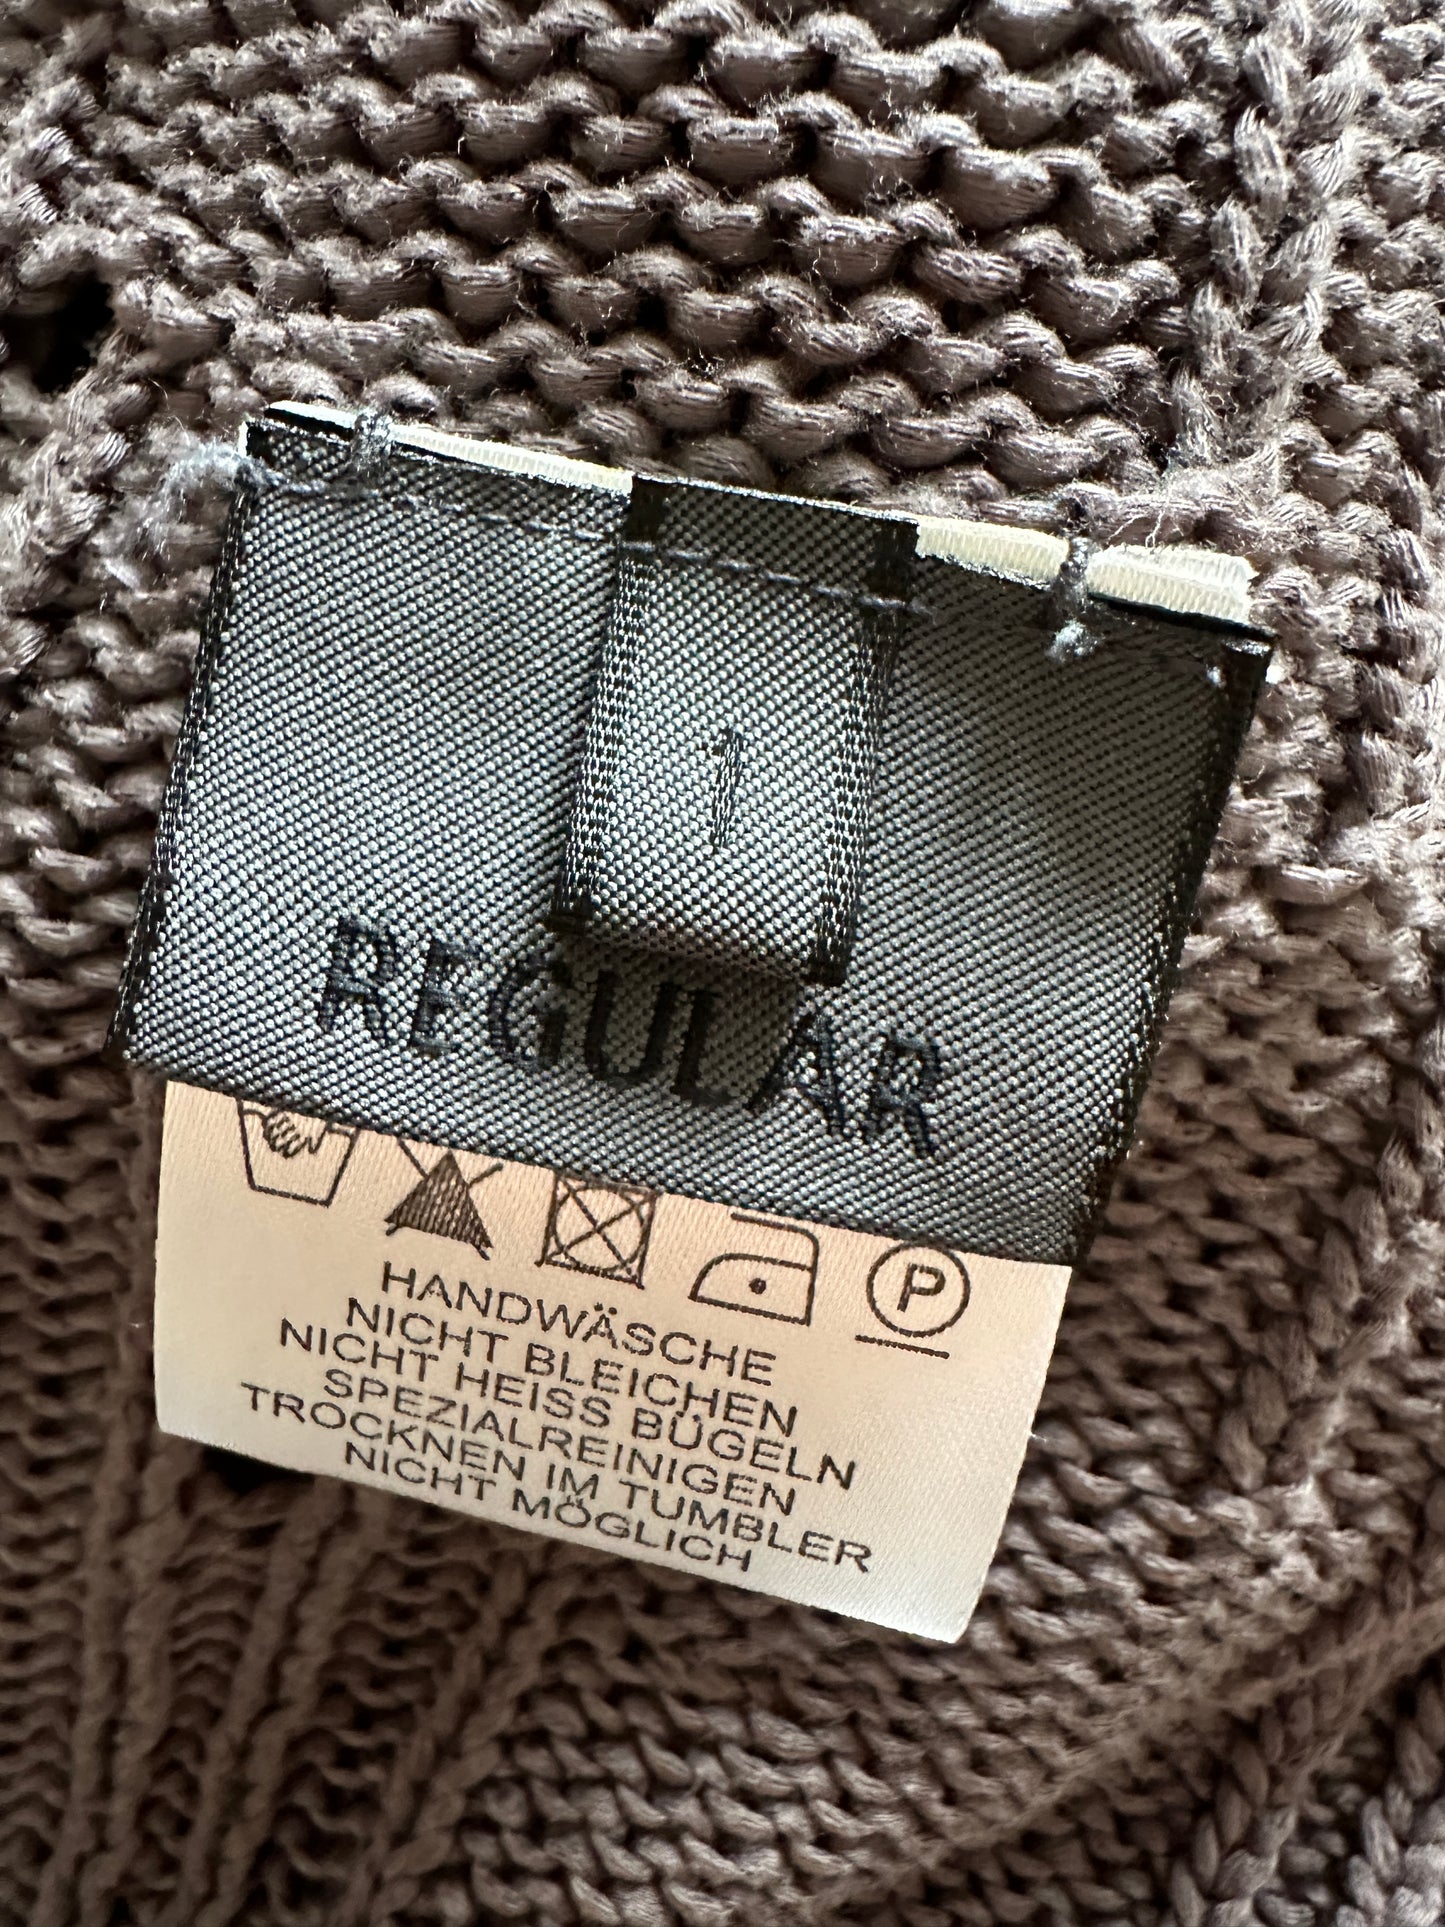 1
REGULAR
P
HANDWÄSCHE
NICHT BLEICHEN
NICHT HEISS BÜGELN
SPEZIALREINIGEN
TROCKNEN IM TUMBLER
NICHT MÖGLICH